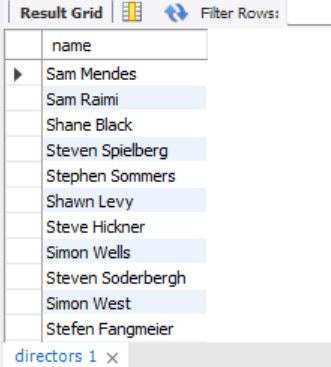 Result Grid Filter Rows:
name
Sam Mendes
Sam Raimi
Shane Black
Steven Spielberg
Stephen Sommers
Shawn Levy
Steve Hickner
Simon Wells
Steven Soderbergh
Simon West
Stefen Fangmeier
directors 1